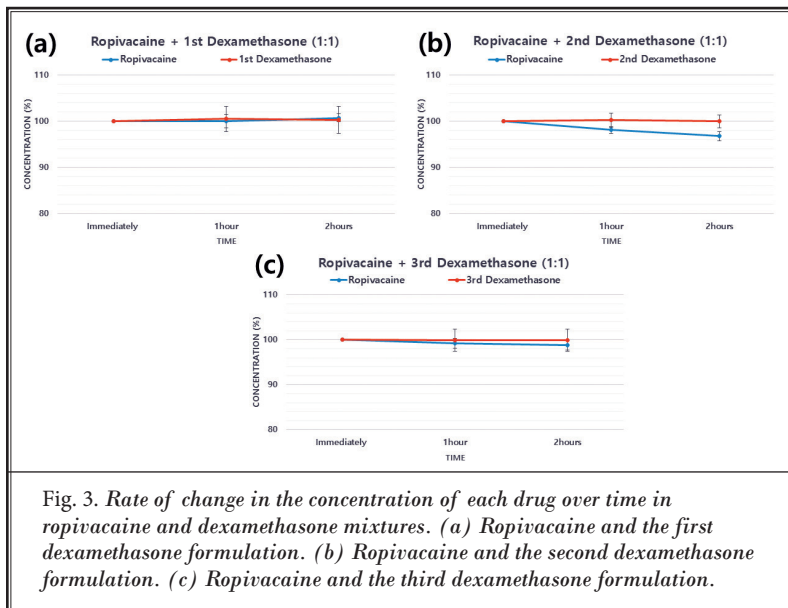 (a)
Ropivacaine + 1st Dexamethasone (1:1)
Ropivacaine 1st Dexamethasone
CONCENTRATION (%)
110
100
90
80
Immediately 1hour 2hours
TIME
(b)
Ropivacaine + 2nd Dexamethasone (1:1)
Ropivacaine 2nd Dexamethasone
CONCENTRATION (%)
110
100
90
80
Immediately 1hour 2hours
TIME
(c)
Ropivacaine + 3rd Dexamethasone (1:1)
Ropivacaine 3rd Dexamethasone
CONCENTRATION (%)
110
100
90
80
Immediately 1hour 2hours
TIME
Fig. 3. Rate of change in the concentration of each drug over time in
ropivacaine and dexamethasone mixtures. (a) Ropivacaine and the first
dexamethasone formulation. (b) Ropivacaine and the second dexamethasone
formulation. (c) Ropivacaine and the third dexamethasone formulation.